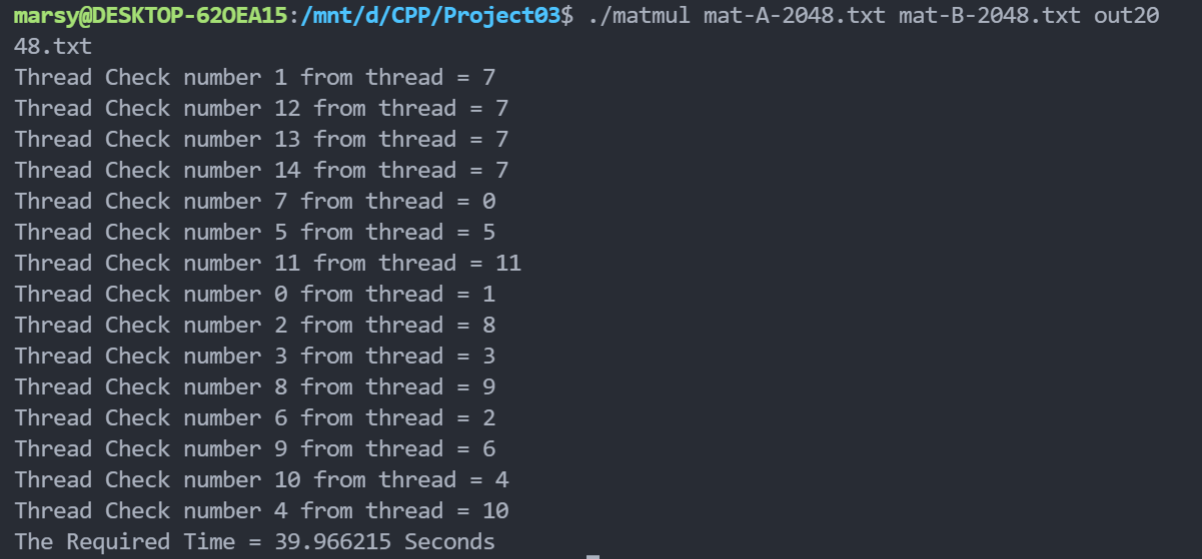 marsy@DESKTOP-62OEA15:/mnt/d/CPP/Project03$ ./matmul mat-A-2048.txt mat-B-2048.txt out20
48.txt
Thread Check number 1 from thread = 7
Thread Check number 12 from thread = 7
Thread Check number 13 from thread = 7
Thread Check number 14 from thread = 7
Thread Check number 7 from thread = 0
Thread Check number 5 from thread = 5
Thread Check number 11 from thread = 11
Thread Check number 0 from thread = 1
Thread Check number 2 from thread = 8
Thread Check number 3 from thread = 3
Thread Check number 8 from thread = 9
Thread Check number 6 from thread = 2
Thread Check number 9 from thread = 6
Thread Check number 10 from thread = 4
Thread Check number 4 from thread = 10
The Required Time = 39.966215 Seconds